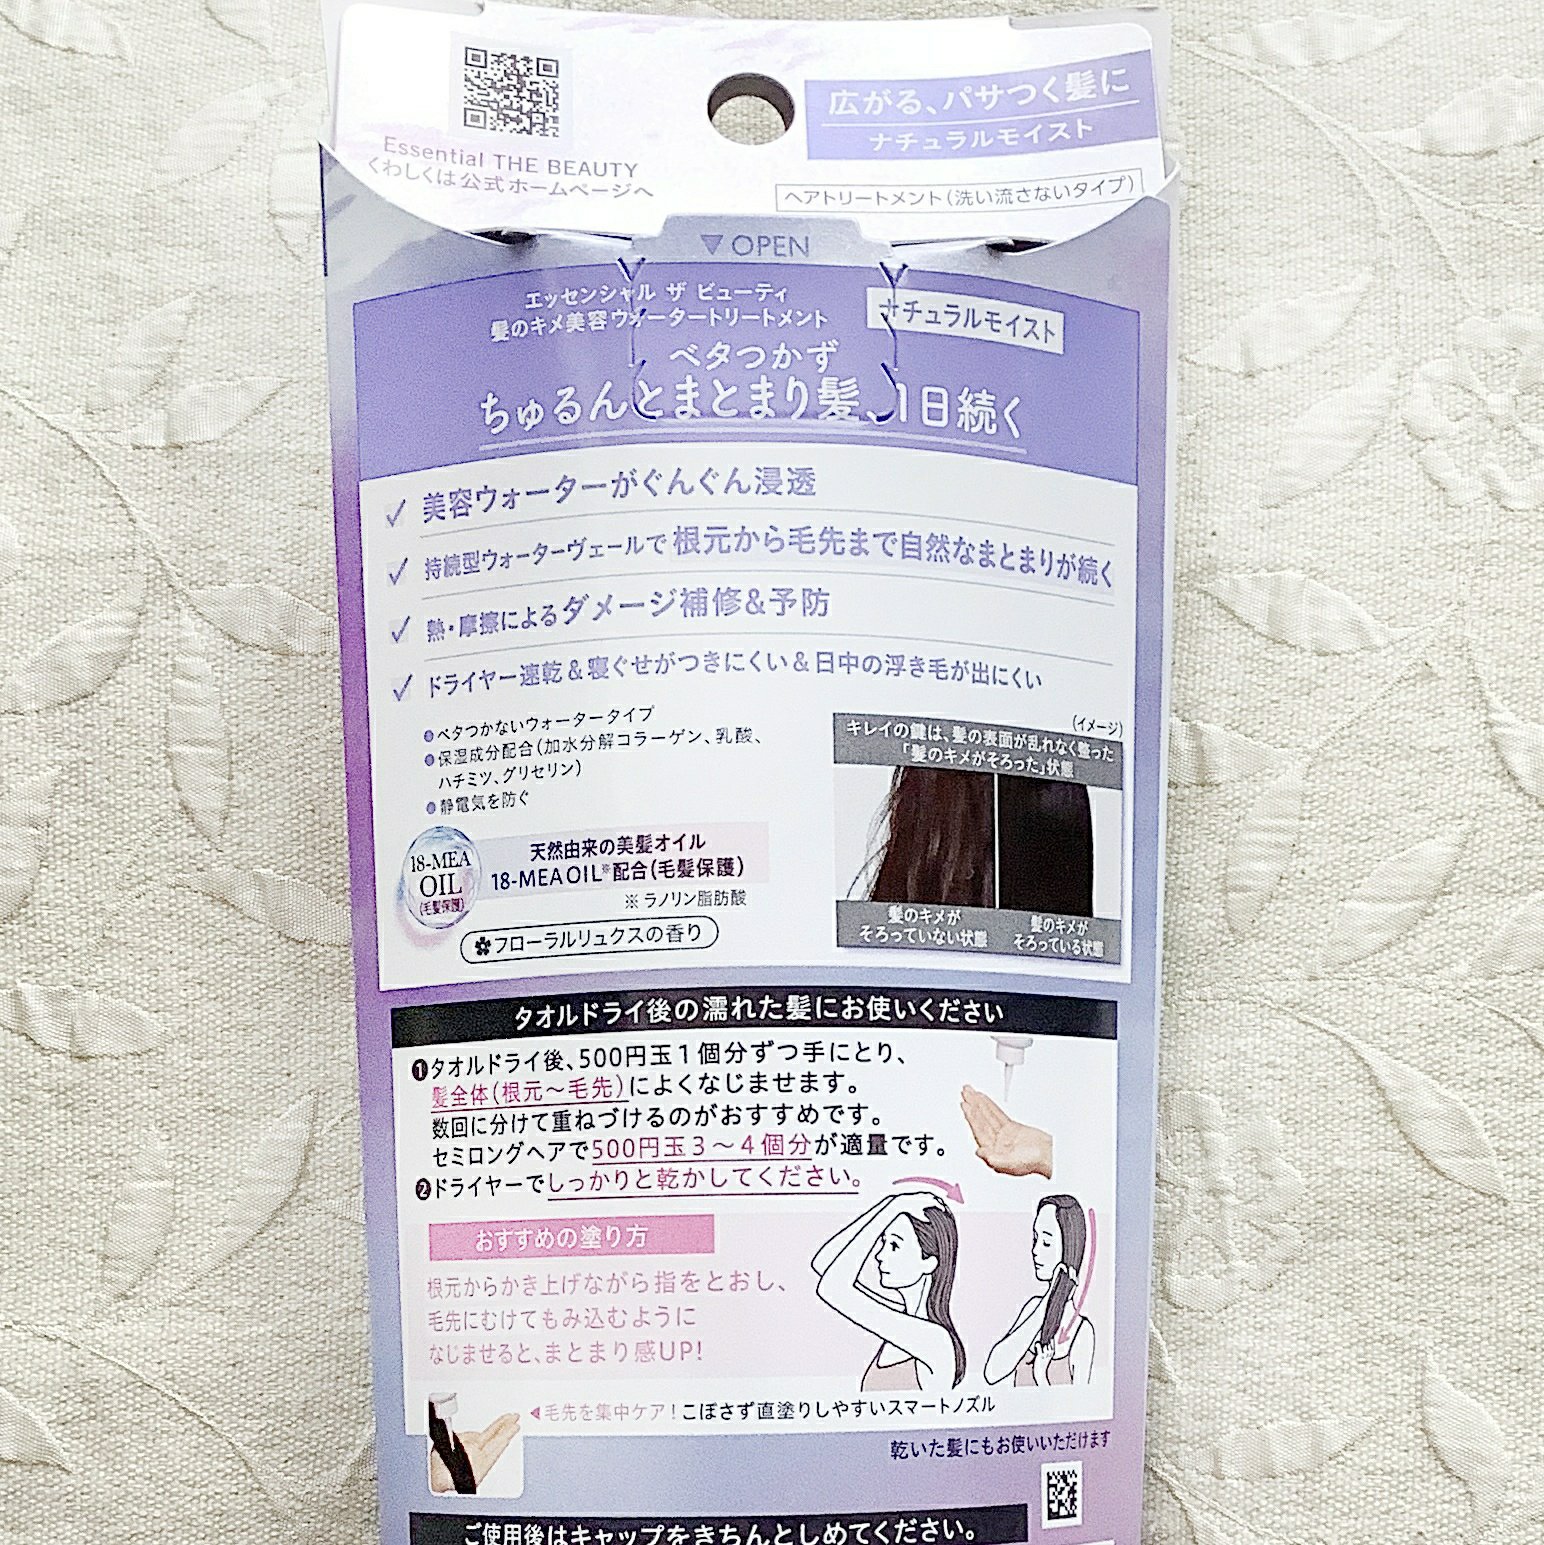 Essential THE BEAUTY
くわしくは公式ホームページへ
広がる、パサつく髪に
ナチュラルモイスト
ヘアトリートメント(洗い流さないタイプ)
▼OPEN
エッセンシャル ザ ビューティ
髪のキメ美容ウォータートリートメント
ナチュラルモイスト
ベタつかず
ちゅるんとまとまり髪、1日続く
✓ 美容ウォーターがぐんぐん浸透
✓ 持続型ウォーターヴェールで根元から毛先まで自然なまとまりが続く
✓ 熱・摩擦によるダメージ補修&予防
✓ ドライヤー速乾&寝ぐせがつきにくい&日中の浮き毛が出にくい
●ベタつかないウォータータイプ
●保湿成分配合(加水分解コラーゲン、乳酸、
ハチミツ、グリセリン)
●静電気を防ぐ
18-MEA
OIL
(毛髪保護)
天然由来の美髪オイル
18-MEA OIL※配合(毛髪保護)
※ ラノリン脂肪酸
フローラルリュクスの香り
(イメージ)
キレイの鍵は、髪の表面が乱れなく整った
「髪のキメがそろった」状態
髪のキメが
そろっていない状態
髪のキメが
そろっている状態
タオルドライ後の濡れた髪にお使いください
❶タオルドライ後、500円玉1個分ずつ手にとり、
髪全体(根元～毛先)によくなじませます。
数回に分けて重ねづけるのがおすすめです。
セミロングヘアで500円玉3～4個分が適量です。
❷ドライヤーでしっかりと乾かしてください。
おすすめの塗り方
根元からかき上げながら指をとおし、
毛先にむけてもみ込むように
なじませると、まとまり感UP!
◀毛先を集中ケア!こぼさず直塗りしやすいスマートノズル
乾いた髪にもお使いいただけます
ご使用後はキャップをきちんとしめてください。